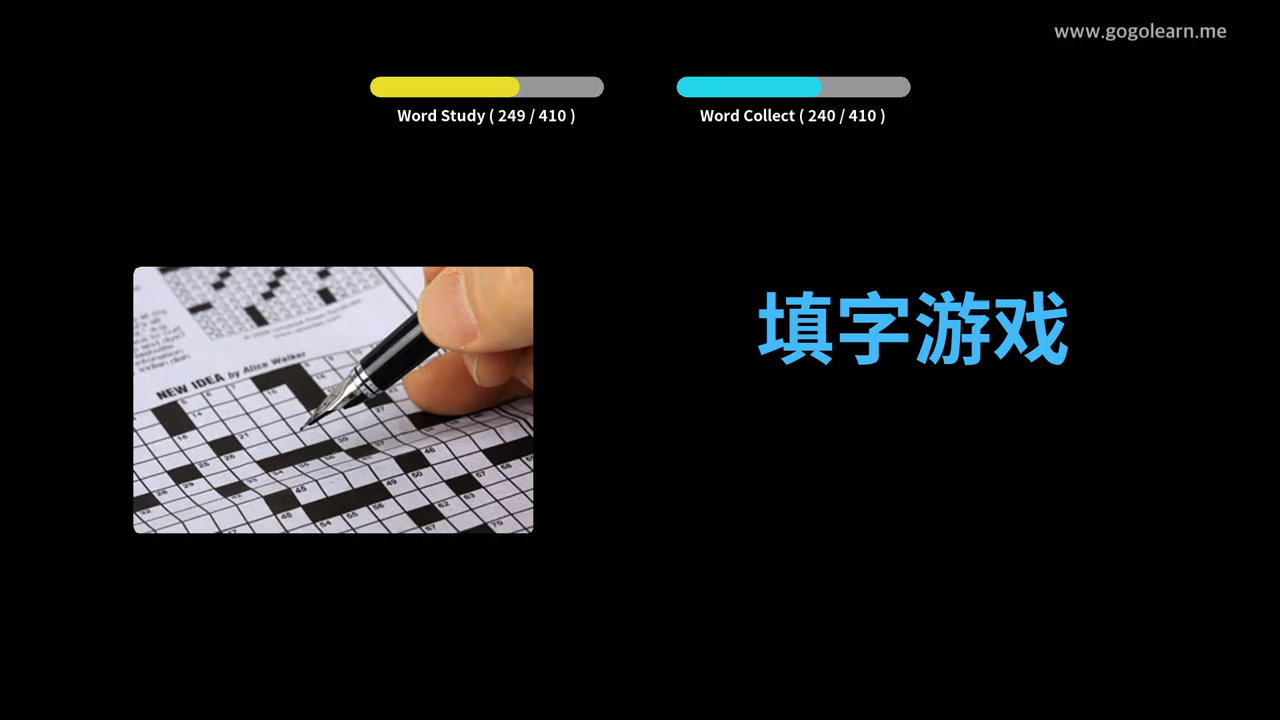 www.gogolearn.me
Word Study ( 249 / 410 )
Word Collect ( 240 / 410 )
填字游戏
NEW IDEA by Alice Walker